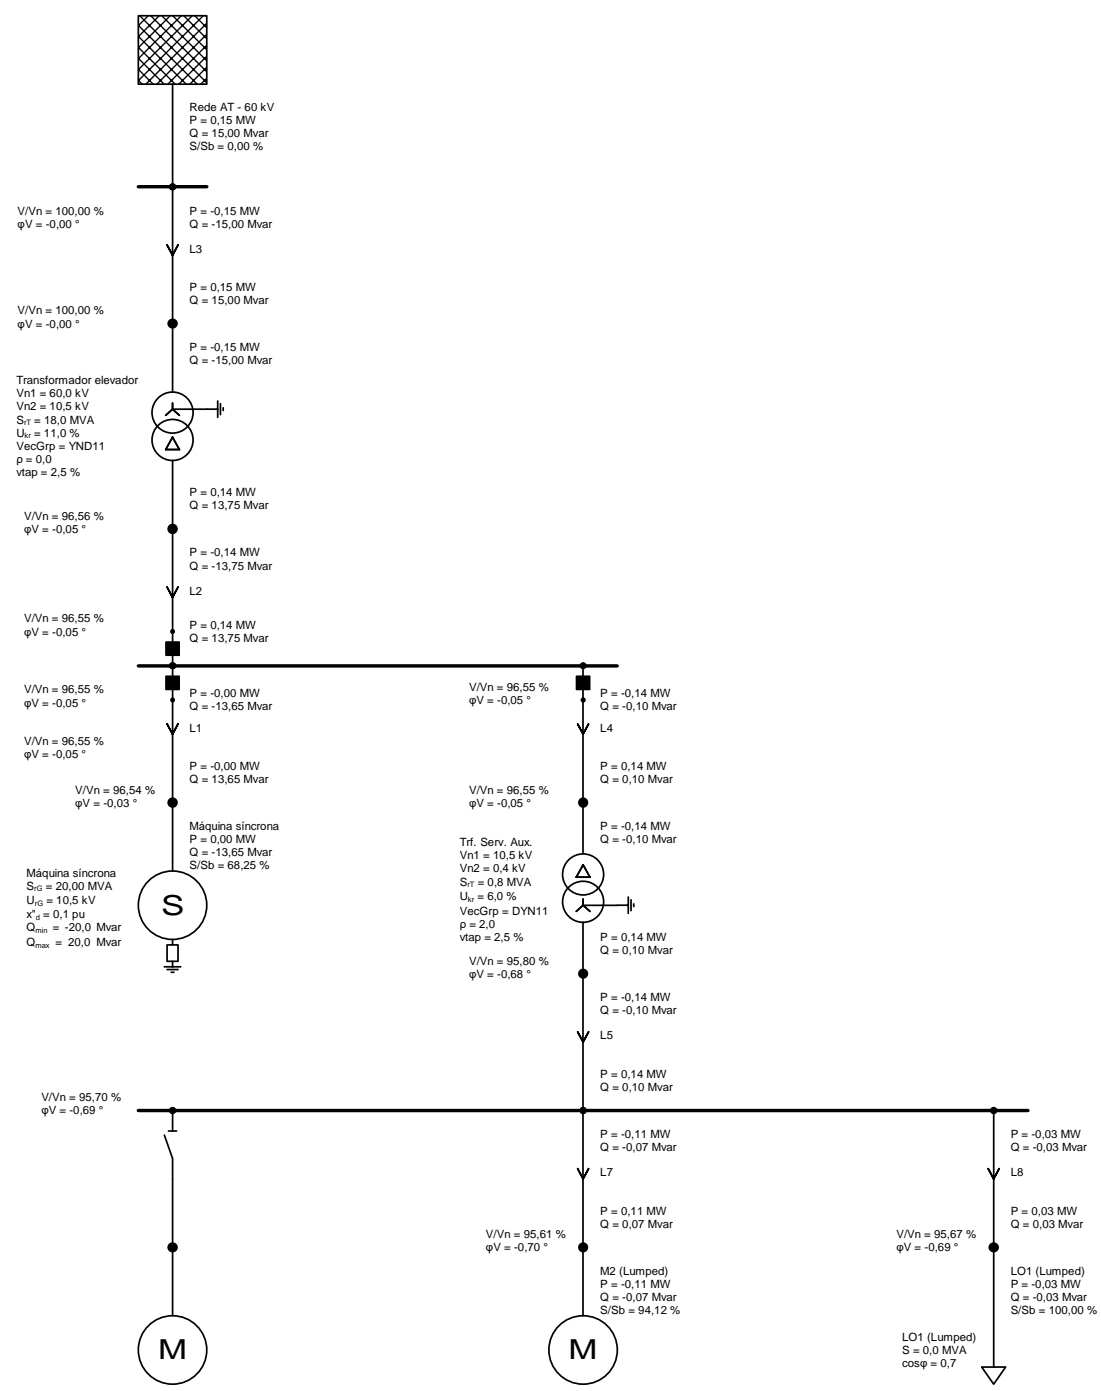 Rede AT - 60 kV
P = 0,15 MW
Q = 15,00 Mvar
S/Sb = 0,00 %
V/Vn = 100,00 %
φV = -0,00 °
P = -0,15 MW
Q = -15,00 Mvar
L3
P = 0,15 MW
Q = 15,00 Mvar
V/Vn = 100,00 %
φV = -0,00 °
P = -0,15 MW
Q = -15,00 Mvar
Transformador elevador
Vn1 = 60,0 kV
Vn2 = 10,5 kV
SrT = 18,0 MVA
Ukr = 11,0 %
VecGrp = YND11
ρ = 0,0
vtap = 2,5 %
P = 0,14 MW
Q = 13,75 Mvar
V/Vn = 96,56 %
φV = -0,05 °
P = -0,14 MW
Q = -13,75 Mvar
L2
V/Vn = 96,55 %
φV = -0,05 °
P = 0,14 MW
Q = 13,75 Mvar
V/Vn = 96,55 %
φV = -0,05 °
P = -0,00 MW
Q = -13,65 Mvar
L1
V/Vn = 96,55 %
φV = -0,05 °
P = -0,00 MW
Q = 13,65 Mvar
V/Vn = 96,54 %
φV = -0,03 °
Máquina síncrona
P = 0,00 MW
Q = -13,65 Mvar
S/Sb = 68,25 %
Máquina síncrona
SrG = 20,00 MVA
UrG = 10,5 kV
x"d = 0,1 pu
Qmin = -20,0 Mvar
Qmax = 20,0 Mvar
S
V/Vn = 96,55 %
φV = -0,05 °
P = -0,14 MW
Q = -0,10 Mvar
L4
P = 0,14 MW
Q = 0,10 Mvar
V/Vn = 96,55 %
φV = -0,05 °
P = -0,14 MW
Q = -0,10 Mvar
Trf. Serv. Aux.
Vn1 = 10,5 kV
Vn2 = 0,4 kV
SrT = 0,8 MVA
Ukr = 6,0 %
VecGrp = DYN11
ρ = 2,0
vtap = 2,5 %
P = 0,14 MW
Q = 0,10 Mvar
V/Vn = 95,80 %
φV = -0,68 °
P = -0,14 MW
Q = -0,10 Mvar
L5
P = 0,14 MW
Q = 0,10 Mvar
V/Vn = 95,70 %
φV = -0,69 °
M
P = -0,11 MW
Q = -0,07 Mvar
L7
P = 0,11 MW
Q = 0,07 Mvar
V/Vn = 95,61 %
φV = -0,70 °
M2 (Lumped)
P = -0,11 MW
Q = -0,07 Mvar
S/Sb = 94,12 %
M
P = -0,03 MW
Q = -0,03 Mvar
L8
P = 0,03 MW
Q = 0,03 Mvar
V/Vn = 95,67 %
φV = -0,69 °
LO1 (Lumped)
P = -0,03 MW
Q = -0,03 Mvar
S/Sb = 100,00 %
LO1 (Lumped)
S = 0,0 MVA
cosφ = 0,7